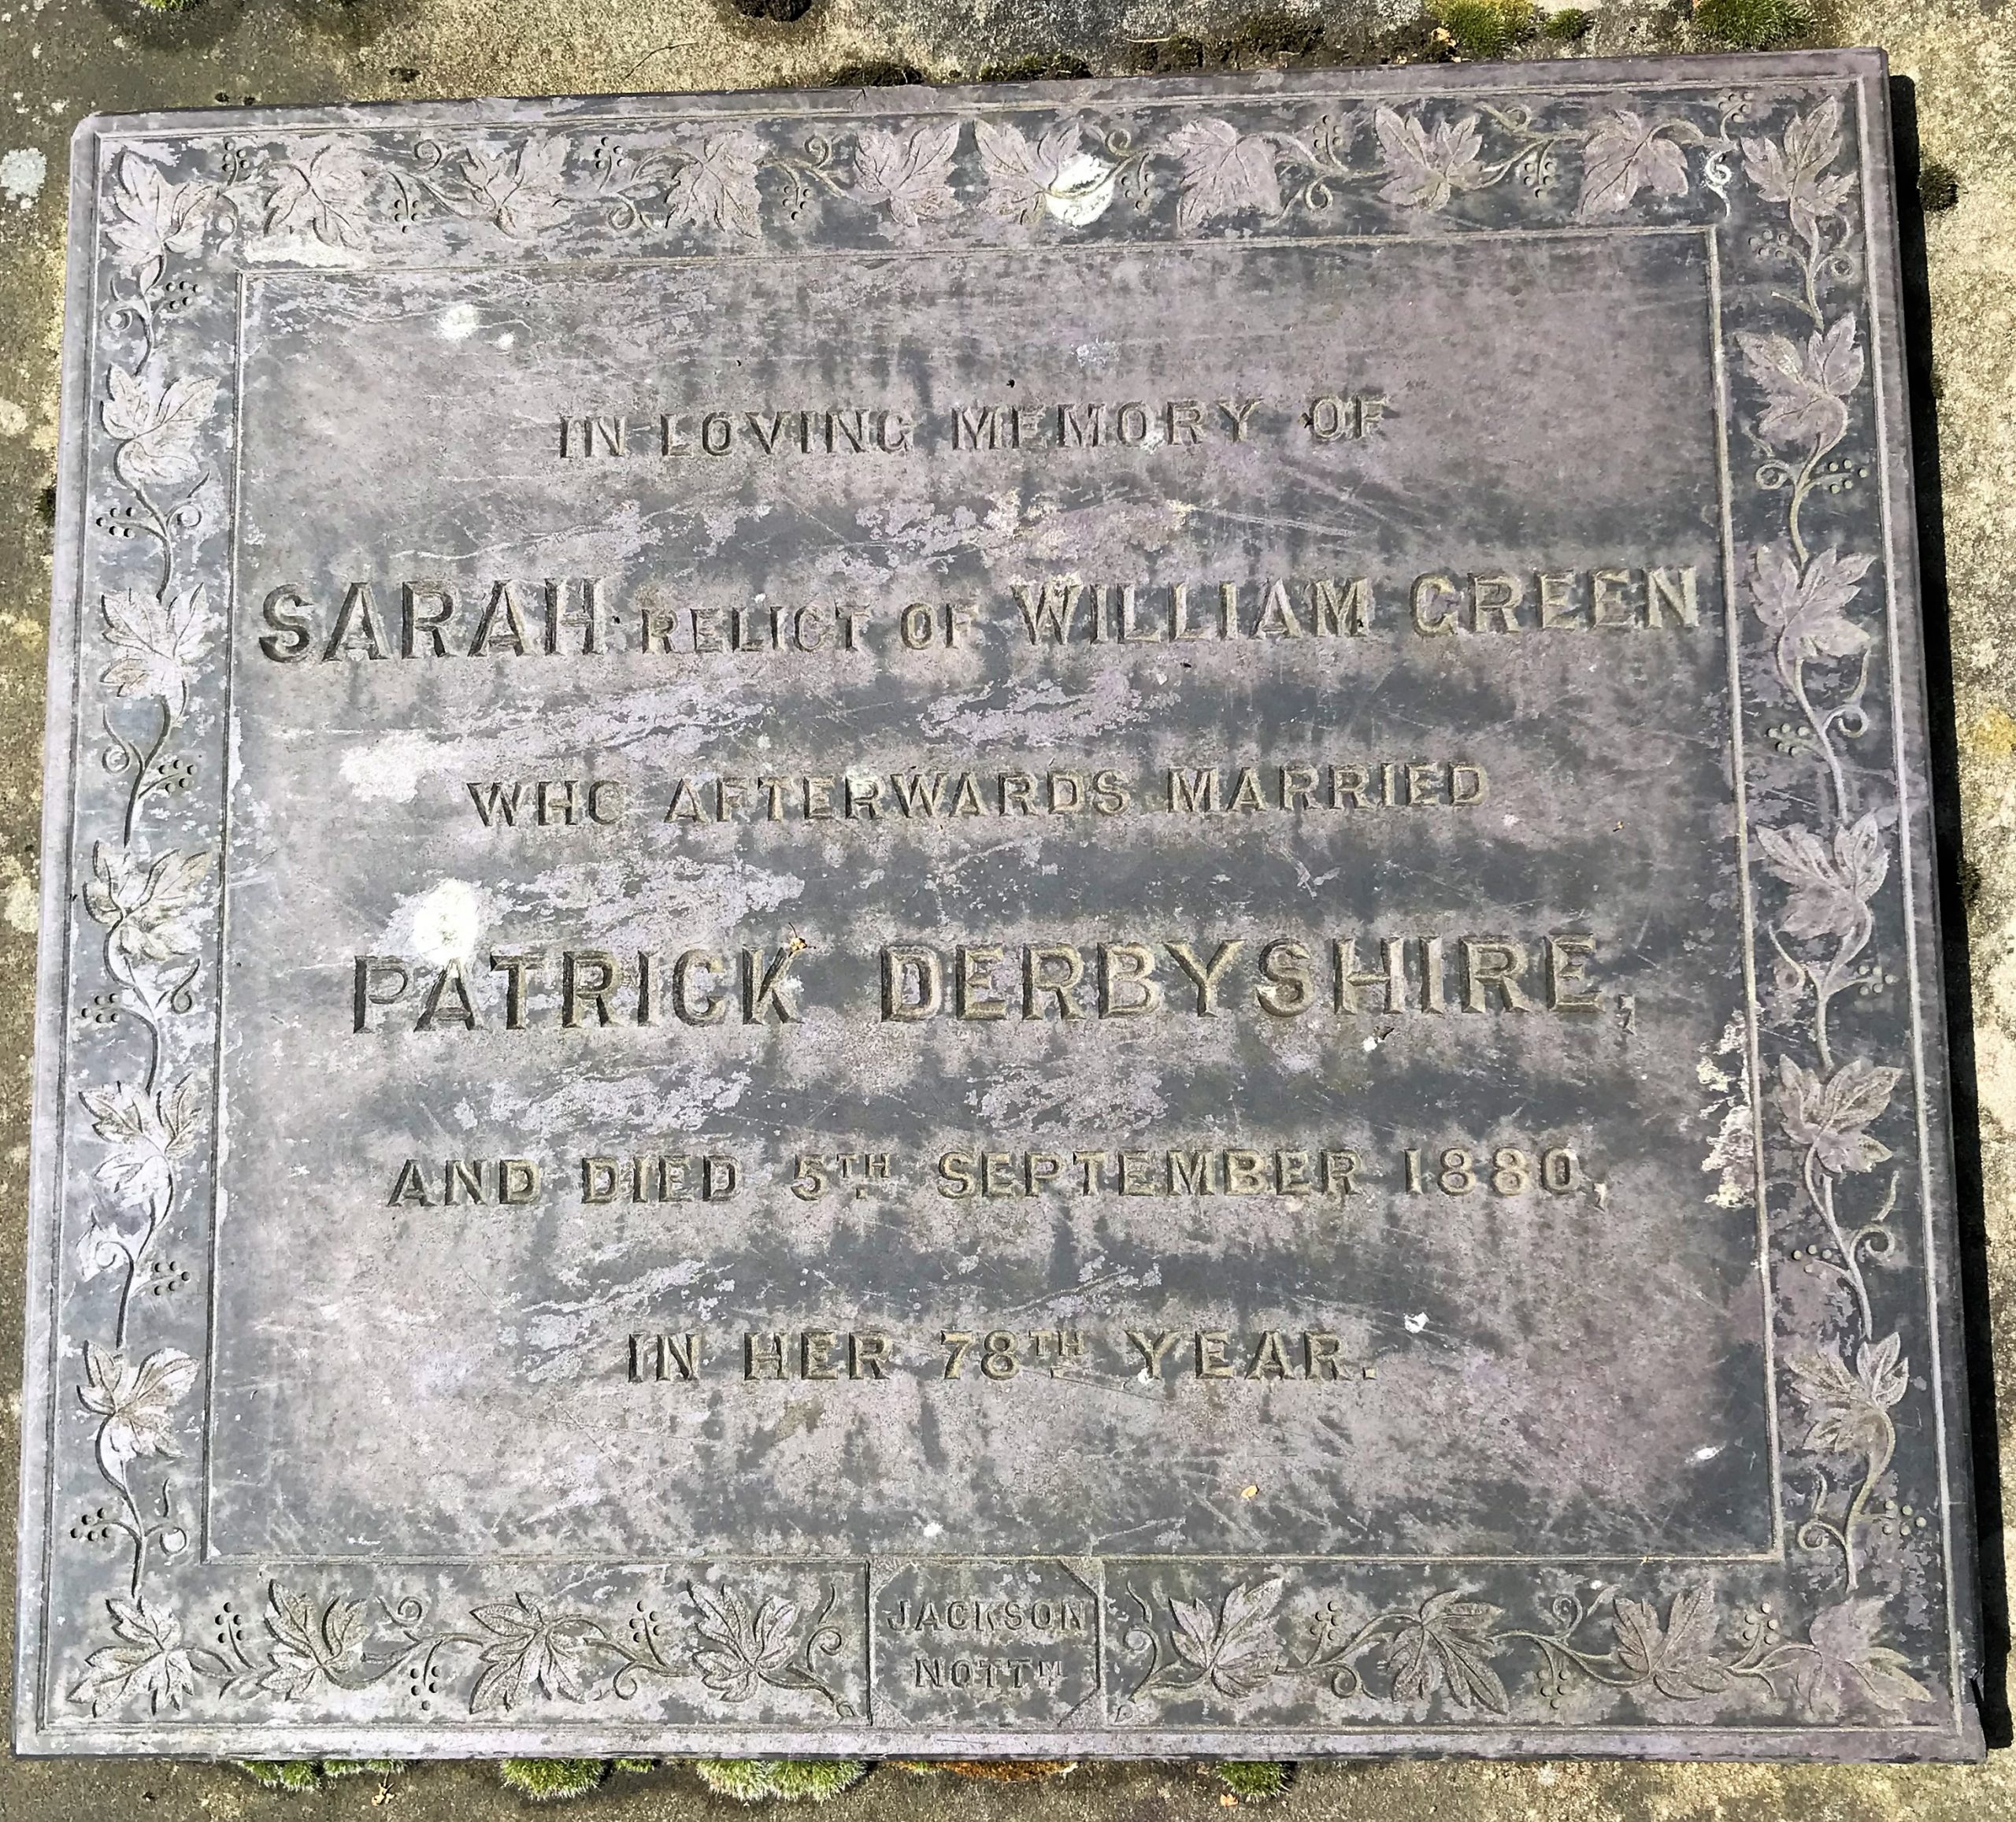 IN LOVING MEMORY OF
SARAH RELICT OF WILLIAM GREEN
WHO AFTERWARDS MARRIED
PATRICK DERBYSHIRE,
AND DIED 5TH SEPTEMBER 1880,
IN HER 78TH YEAR.
JACKSON
NOTTM